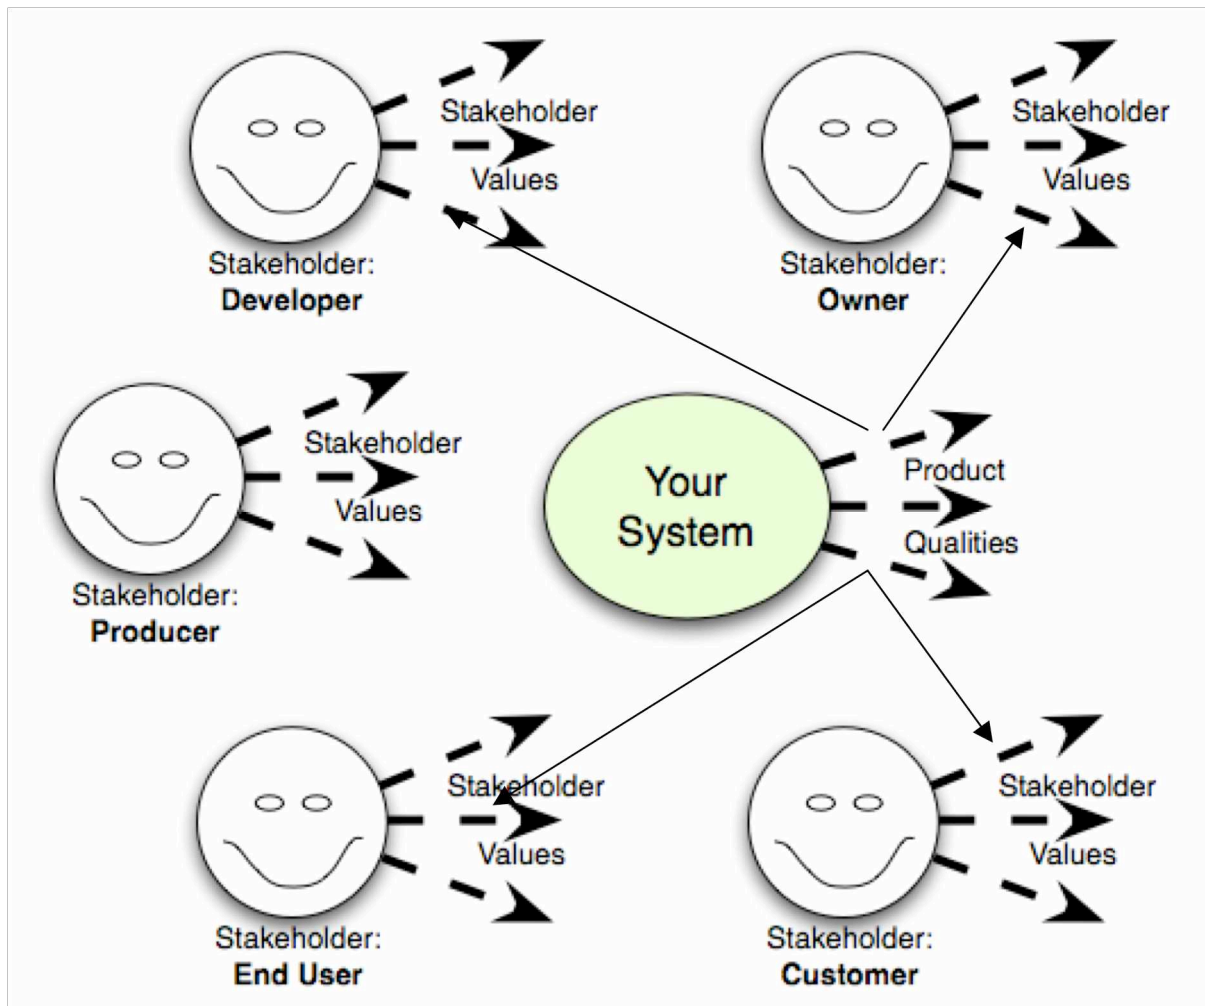 Stakeholder
Values
Stakeholder:
Developer
Stakeholder
Values
Stakeholder:
Owner
Stakeholder
Values
Stakeholder:
Producer
Your
System
Product
Qualities
Stakeholder
Values
Stakeholder:
End User
Stakeholder
Values
Stakeholder:
Customer